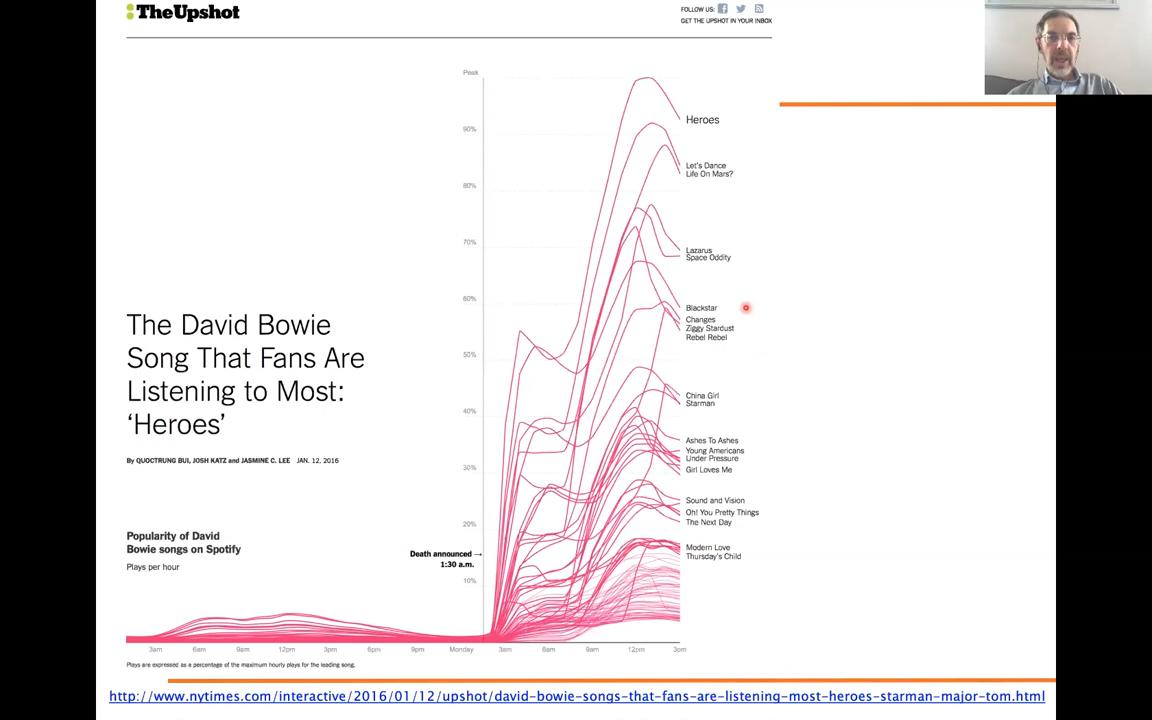 TheUpshot
FOLLOW US:
GET THE UPSHOT IN YOUR INBOX
Peak
90%
80%
70%
60%
50%
40%
30%
20%
10%
Heroes
Let's Dance
Life On Mars?
Lazarus
Space Oddity
Blackstar
Changes
Ziggy Stardust
Rebel Rebel
China Girl
Starman
Ashes To Ashes
Young Americans
Under Pressure
Girl Loves Me
Sound and Vision
Oh! You Pretty Things
The Next Day
Modern Love
Thursday's Child
The David Bowie
Song That Fans Are
Listening to Most:
‘Heroes’
By QUOCTRUNG BUI, JOSH KATZ and JASMINE C. LEE JAN. 12, 2016
Popularity of David
Bowie songs on Spotify
Plays per hour
Death announced →
1:30 a.m.
3am 6am 9am 12pm 3pm 6pm 9pm Monday 3am 6am 9am 12pm 3pm
Plays are expressed as a percentage of the maximum hourly plays for the leading song.
http://www.nytimes.com/interactive/2016/01/12/upshot/david-bowie-songs-that-fans-are-listening-most-heroes-starman-major-tom.html